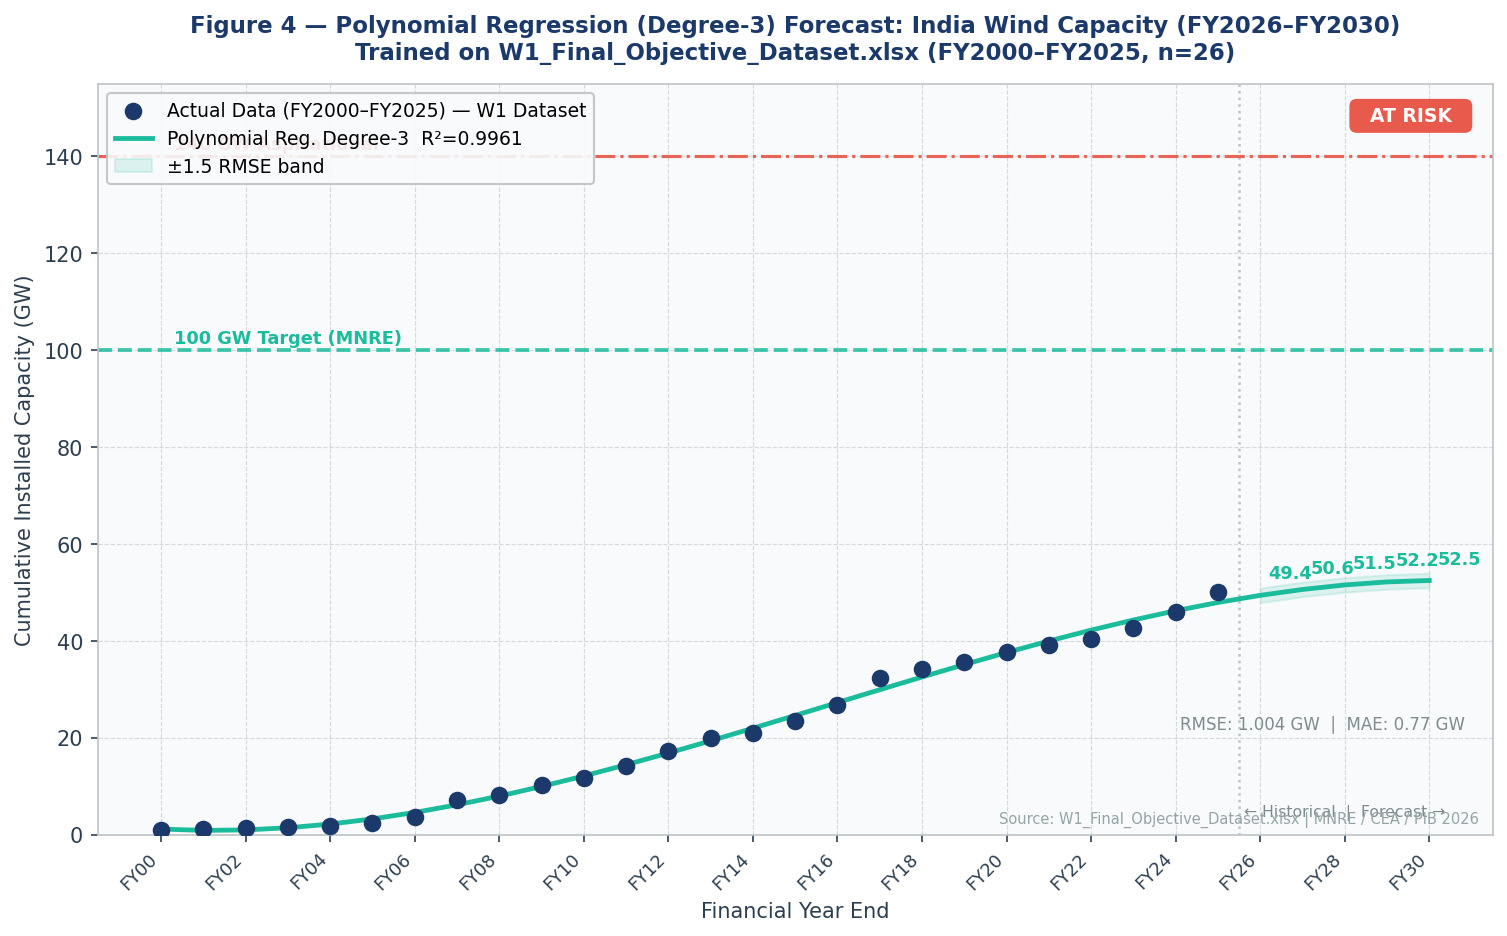 Figure 4 — Polynomial Regression (Degree-3) Forecast: India Wind Capacity (FY2026–FY2030)
Trained on W1_Final_Objective_Dataset.xlsx (FY2000–FY2025, n=26)
Actual Data (FY2000–FY2025) — W1 Dataset
Polynomial Reg. Degree-3  R²=0.9961
±1.5 RMSE band
AT RISK
140
120
100 GW Target (MNRE)
100
80
60
49.4
50.6
51.5
52.2
52.5
40
RMSE: 1.004 GW  |  MAE: 0.77 GW
20
← Historical  |  Forecast →
Source: W1_Final_Objective_Dataset.xlsx | MNRE / CEA / PIB 2026
0
Cumulative Installed Capacity (GW)
FY00
FY02
FY04
FY06
FY08
FY10
FY12
FY14
FY16
FY18
FY20
FY22
FY24
FY26
FY28
FY30
Financial Year End